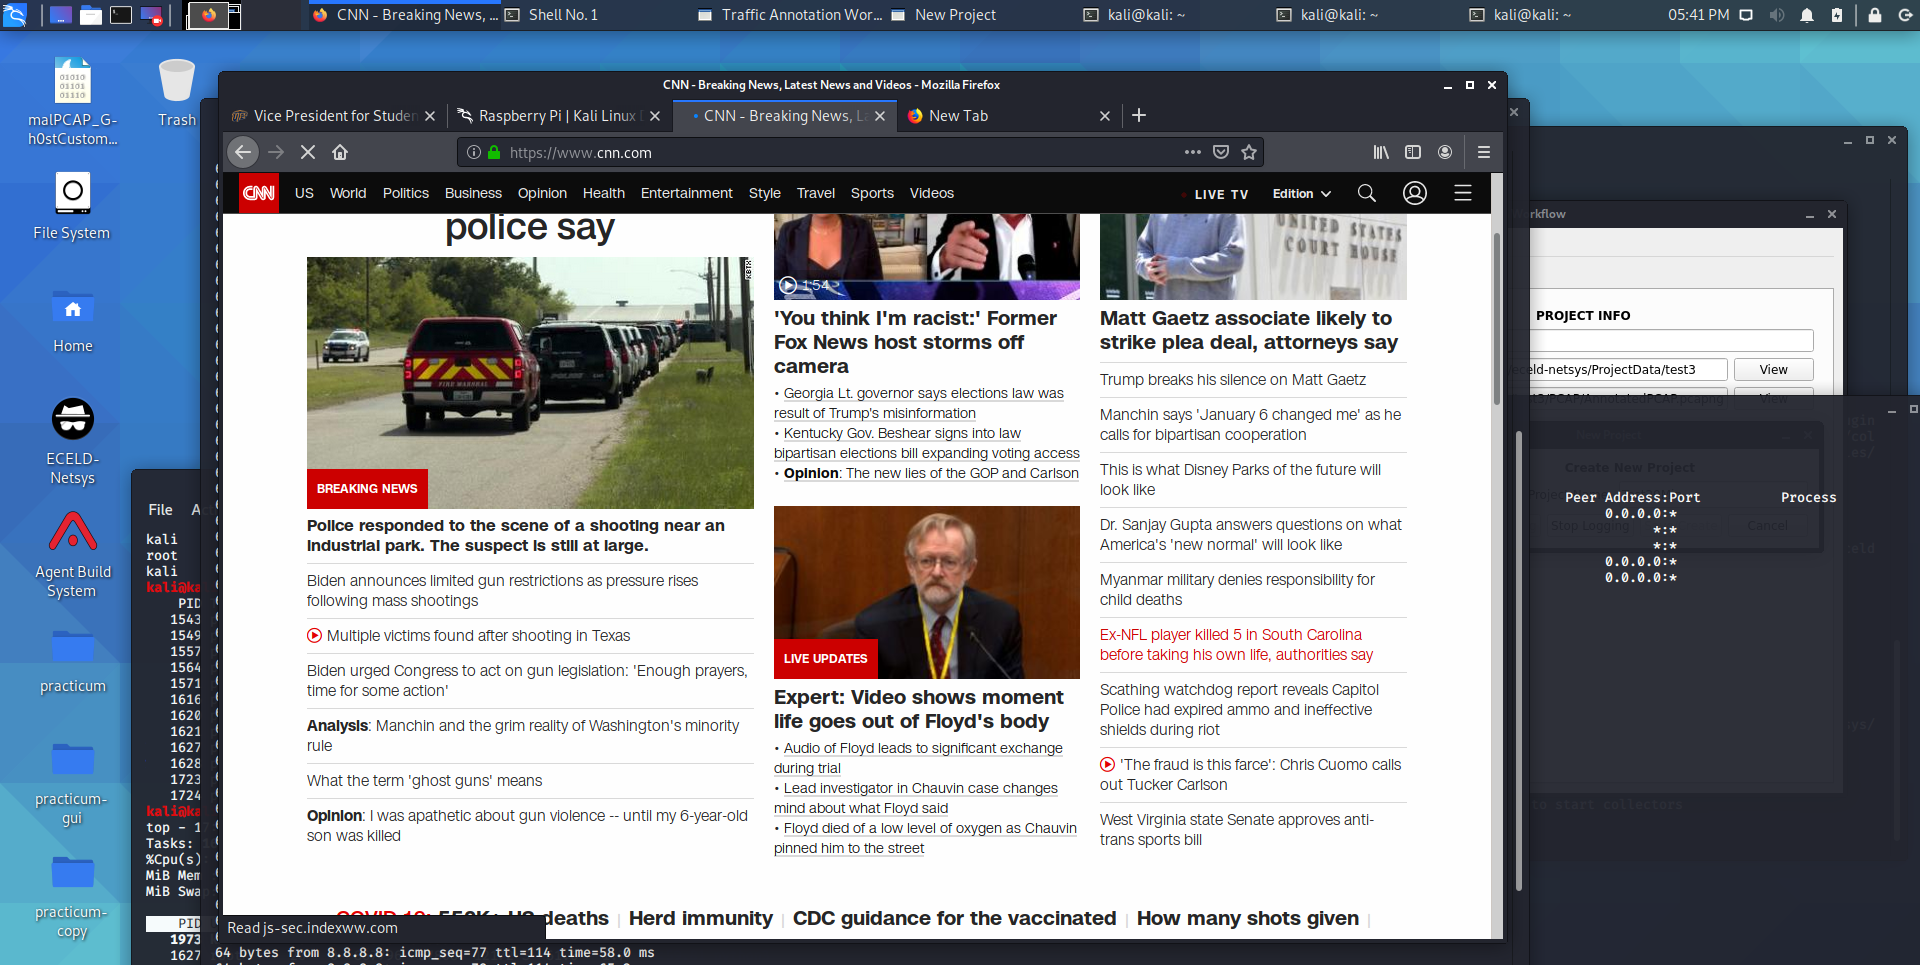 CNN - Breaking News, ...
Shell No. 1
Traffic Annotation Wor...
New Project
kali@kali: ~
kali@kali: ~
kali@kali: ~
05:41 PM
malPCAP_G-
h0stCustom...
Trash
File System
Home
ECELD-
Netsys
Agent Build
System
practicum
practicum-
gui
practicum-
copy
CNN - Breaking News, Latest News and Videos - Mozilla Firefox
Vice President for Studen
Raspberry Pi | Kali Linux
CNN - Breaking News, L
New Tab
https://www.cnn.com
CNN
US
World
Politics
Business
Opinion
Health
Entertainment
Style
Travel
Sports
Videos
LIVE TV
Edition
police say
KBTX
FIRE MARSHAL
BREAKING NEWS
Police responded to the scene of a shooting near an
industrial park. The suspect is still at large.
Biden announces limited gun restrictions as pressure rises
following mass shootings
Multiple victims found after shooting in Texas
Biden urged Congress to act on gun legislation: 'Enough prayers,
time for some action'
Analysis: Manchin and the grim reality of Washington's minority
rule
What the term 'ghost guns' means
Opinion: I was apathetic about gun violence -- until my 6-year-old
son was killed
1:54
'You think I'm racist:' Former
Fox News host storms off
camera
• Georgia Lt. governor says elections law was
result of Trump's misinformation
• Kentucky Gov. Beshear signs into law
bipartisan elections bill expanding voting access
• Opinion: The new lies of the GOP and Carlson
LIVE UPDATES
Expert: Video shows moment
life goes out of Floyd's body
• Audio of Floyd leads to significant exchange
during trial
• Lead investigator in Chauvin case changes
mind about what Floyd said
• Floyd died of a low level of oxygen as Chauvin
pinned him to the street
UNITED STATES
COURT HOUSE
Matt Gaetz associate likely to
strike plea deal, attorneys say
Trump breaks his silence on Matt Gaetz
Manchin says 'January 6 changed me' as he
calls for bipartisan cooperation
This is what Disney Parks of the future will
look like
Dr. Sanjay Gupta answers questions on what
America's 'new normal' will look like
Myanmar military denies responsibility for
child deaths
Ex-NFL player killed 5 in South Carolina
before taking his own life, authorities say
Scathing watchdog report reveals Capitol
Police had expired ammo and ineffective
shields during riot
'The fraud is this farce': Chris Cuomo calls
out Tucker Carlson
West Virginia state Senate approves anti-
trans sports bill
deaths
Herd immunity
CDC guidance for the vaccinated
How many shots given
Read js-sec.indexww.com
64 bytes from 8.8.8.8: icmp_seq=77 ttl=114 time=58.0 ms
File
kali
root
kali
kali@ka
PID
1543
1549
1557
1564
1571
1616
1620
1621
1627
1628
1723
1724
kali@ka
top - 1
Tasks:
%Cpu(s)
MiB Mem
MiB Swa
PID
1973
1627
rkflow
PROJECT INFO
eceld-netsys/ProjectData/test3
View
3/PCAP/AnnotatedPCAP.pcapng
View
New Project
Create New Project
Stop Logging
Cancel
Peer Address:Port
Process
0.0.0.0:*
*:*
*:*
0.0.0.0:*
0.0.0.0:*
to start collectors